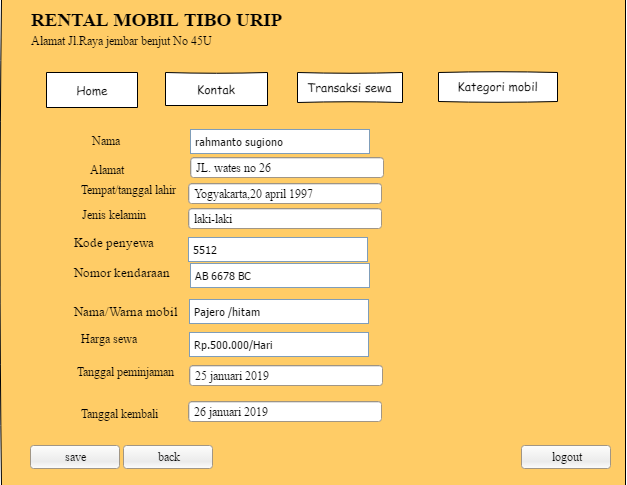 RENTAL MOBIL TIBO URIP
Alamat Jl.Raya jembar benjut No 45U
Home Kontak Transaksi sewa Kategori mobil
Nama rahmanto sugiono
Alamat JL. wates no 26
Tempat/tanggal lahir Yogyakarta,20 april 1997
Jenis kelamin laki-laki
Kode penyewa 5512
Nomor kendaraan AB 6678 BC
Nama/Warna mobil Pajero /hitam
Harga sewa Rp.500.000/Hari
Tanggal peminjaman 25 januari 2019
Tanggal kembali 26 januari 2019
save back logout